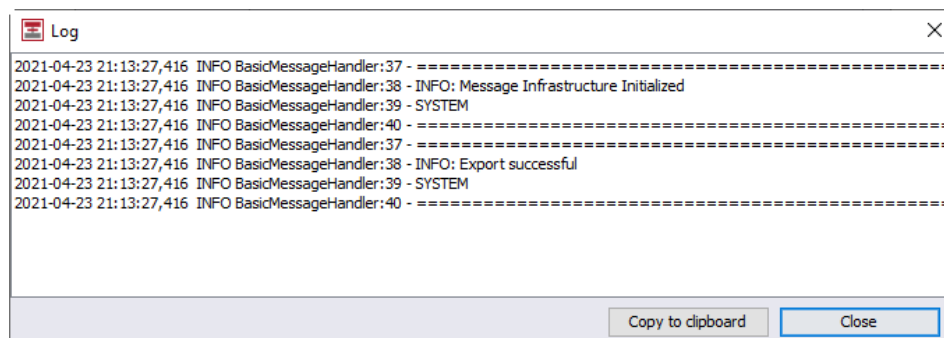 Log
2021-04-23 21:13:27,416 INFO BasicMessageHandler:37 - ================================================
2021-04-23 21:13:27,416 INFO BasicMessageHandler:38 - INFO: Message Infrastructure Initialized
2021-04-23 21:13:27,416 INFO BasicMessageHandler:39 - SYSTEM
2021-04-23 21:13:27,416 INFO BasicMessageHandler:40 - ================================================
2021-04-23 21:13:27,416 INFO BasicMessageHandler:37 - ================================================
2021-04-23 21:13:27,416 INFO BasicMessageHandler:38 - INFO: Export successful
2021-04-23 21:13:27,416 INFO BasicMessageHandler:39 - SYSTEM
2021-04-23 21:13:27,416 INFO BasicMessageHandler:40 - ================================================
Copy to clipboard Close